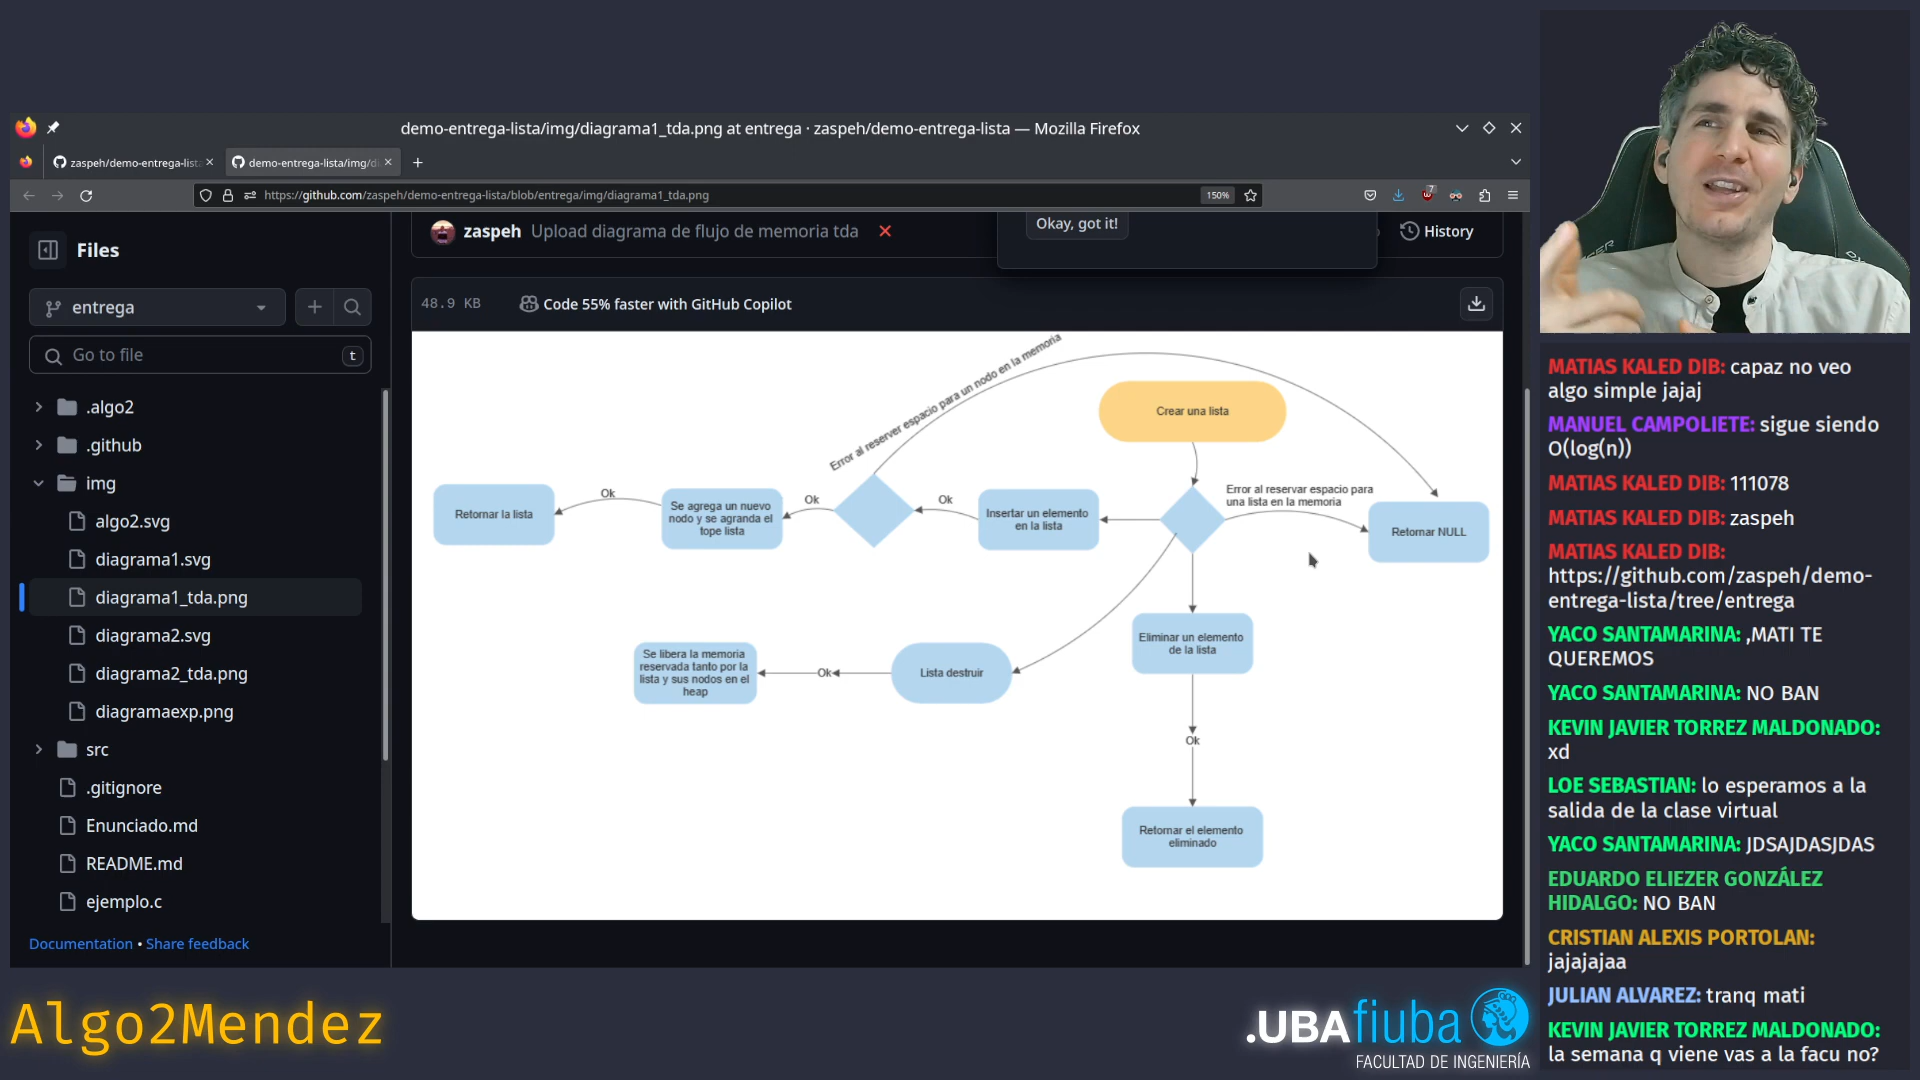 demo-entrega-lista/img/diagrama1_tda.png at entrega · zaspeh/demo-entrega-lista — Mozilla Firefox
zaspeh/demo-entrega-list
demo-entrega-lista/img/di
https://github.com/zaspeh/demo-entrega-lista/blob/entrega/img/diagrama1_tda.png
150%
7
Files
entrega
Go to file
t
.algo2
.github
img
algo2.svg
diagrama1.svg
diagrama1_tda.png
diagrama2.svg
diagrama2_tda.png
diagramaexp.png
src
.gitignore
Enunciado.md
README.md
ejemplo.c
Documentation • Share feedback
zaspeh Upload diagrama de flujo de memoria tda
Okay, got it!
History
48.9 KB
Code 55% faster with GitHub Copilot
Error al reserver espacio para un nodo en la memoria
Crear una lista
Error al reservar espacio para
una lista en la memoria
Retornar la lista
Ok
Se agrega un nuevo
nodo y se agranda el
tope lista
Ok
Ok
Insertar un elemento
en la lista
Retornar NULL
Se libera la memoria
reservada tanto por la
lista y sus nodos en el
heap
Ok
Lista destruir
Eliminar un elemento
de la lista
Ok
Retornar el elemento
eliminado
MATIAS KALED DIB: capaz no veo
algo simple jajaj
MANUEL CAMPOLIETE: sigue siendo
O(log(n))
MATIAS KALED DIB: 111078
MATIAS KALED DIB: zaspeh
MATIAS KALED DIB:
https://github.com/zaspeh/demo-
entrega-lista/tree/entrega
YACO SANTAMARINA: ,MATI TE
QUEREMOS
YACO SANTAMARINA: NO BAN
KEVIN JAVIER TORREZ MALDONADO:
xd
LOE SEBASTIAN: lo esperamos a la
salida de la clase virtual
YACO SANTAMARINA: JDSAJDASJDAS
EDUARDO ELIEZER GONZÁLEZ
HIDALGO: NO BAN
CRISTIAN ALEXIS PORTOLAN:
jajajajaa
JULIAN ALVAREZ: tranq mati
KEVIN JAVIER TORREZ MALDONADO:
la semana q viene vas a la facu no?
Algo2Mendez
.UBAfiuba
FACULTAD DE INGENIERÍA